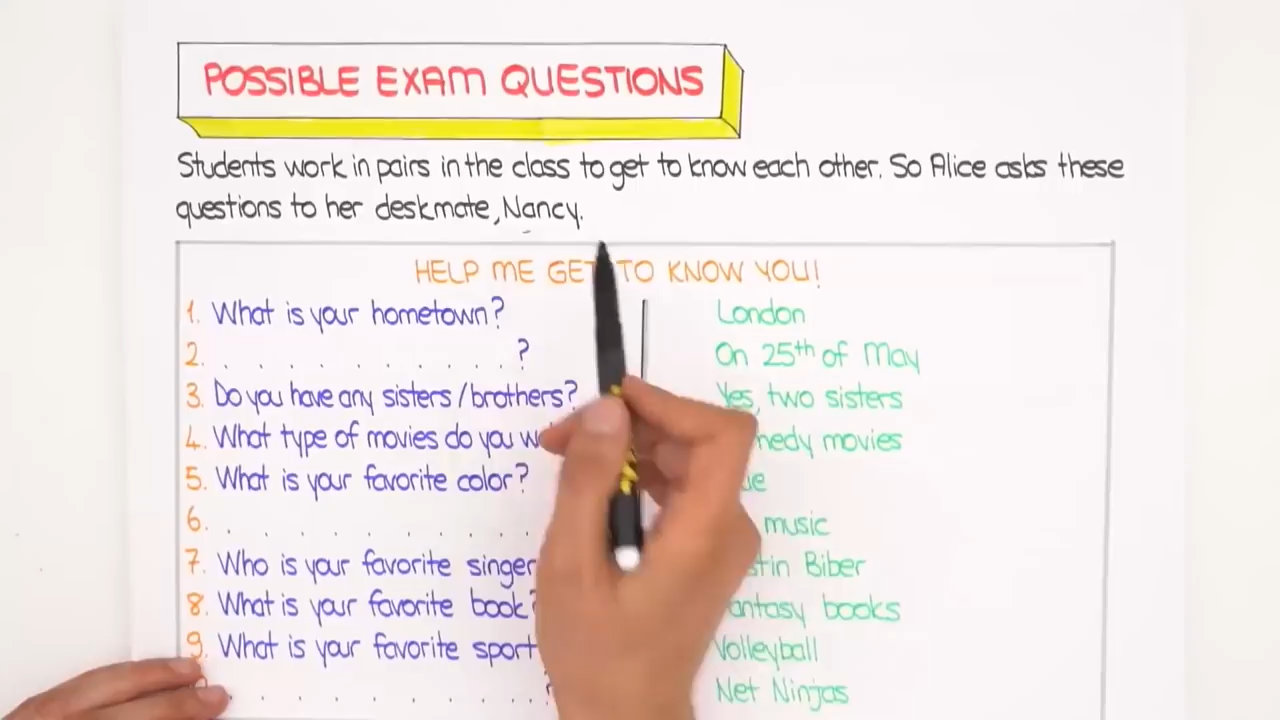 POSSIBLE EXAM QUESTIONS
Students work in pairs in the class to get to know each other. So Alice asks these
questions to her deskmate, Nancy.
HELP ME GET TO KNOW YOU!
1. What is your hometown? London
2. . . . . . . . . . . . ? On 25th of May
3. Do you have any sisters/brothers? Yes, two sisters
4. What type of movies do you movies
5. What is your favorite color?
6. . . . . . . . . . . music
7. Who is your favorite singer Biber
8. What is your favorite book? books
9. What is your favorite sport Volleyball
. . . . . . . . . . . ? Net Ninjas